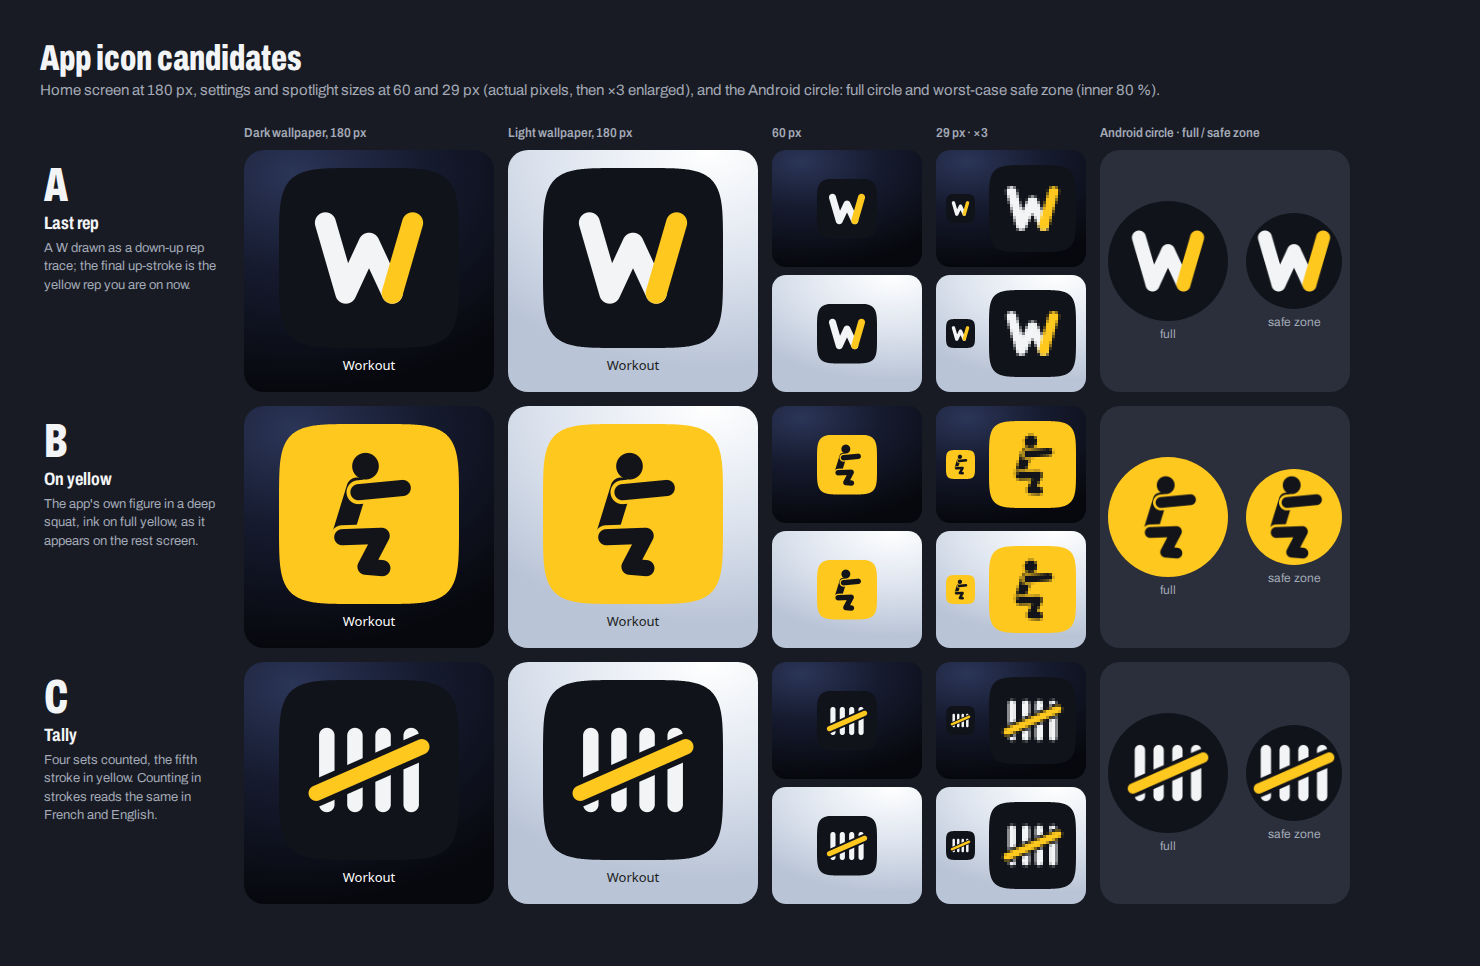 App icon candidates
Home screen at 180 px, settings and spotlight sizes at 60 and 29 px (actual pixels, then ×3 enlarged), and the Android circle: full circle and worst-case safe zone (inner 80 %).
Dark wallpaper, 180 px
Light wallpaper, 180 px
60 px
29 px · ×3
Android circle · full / safe zone
A
Last rep
A W drawn as a down-up rep
trace; the final up-stroke is the
yellow rep you are on now.
Workout
Workout
full
safe zone
B
On yellow
The app's own figure in a deep
squat, ink on full yellow, as it
appears on the rest screen.
Workout
Workout
full
safe zone
C
Tally
Four sets counted, the fifth
stroke in yellow. Counting in
strokes reads the same in
French and English.
Workout
Workout
full
safe zone